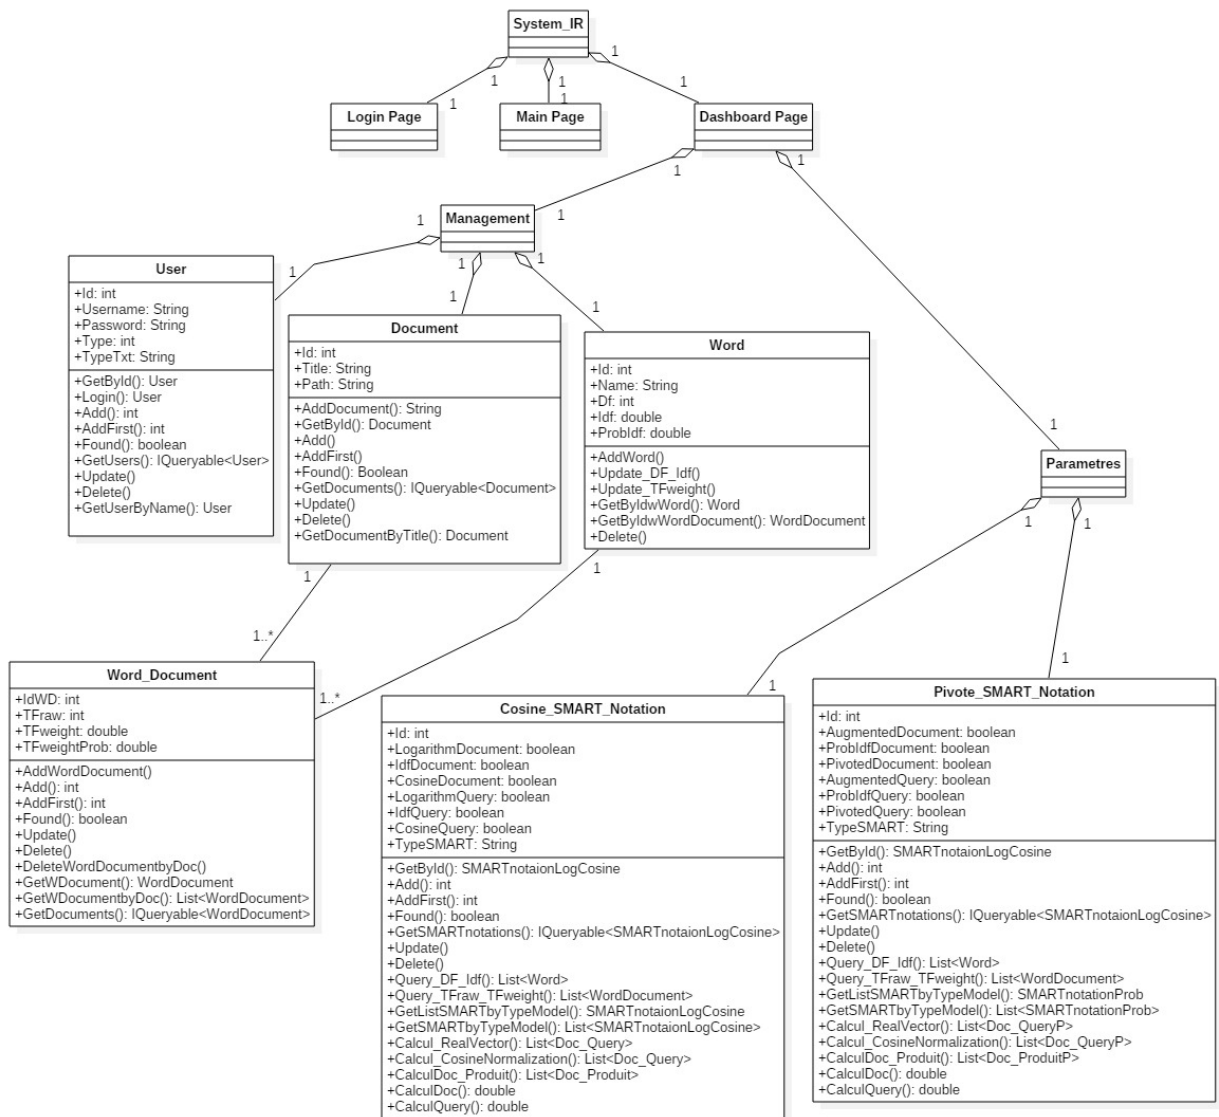 System_IR
1
1
1
1
1
1
Login Page
Main Page
Dashboard Page
1
1
1
Management
1
1
1
1
1
1
User
+Id: int
+Username: String
+Password: String
+Type: int
+TypeTxt: String
+GetById(): User
+Login(): User
+Add(): int
+AddFirst(): int
+Found(): boolean
+GetUsers(): IQueryable<User>
+Update()
+Delete()
+GetUserByName(): User
Document
+Id: int
+Title: String
+Path: String
+AddDocument(): String
+GetById(): Document
+Add()
+AddFirst()
+Found(): Boolean
+GetDocuments(): IQueryable<Document>
+Update()
+Delete()
+GetDocumentByTitle(): Document
Word
+Id: int
+Name: String
+Df: int
+Idf: double
+ProbIdf: double
+AddWord()
+Update_DF_Idf()
+Update_TFweight()
+GetByIdwWord(): Word
+GetByIdwWordDocument(): WordDocument
+Delete()
1
Parametres
1
1
1
1
1..*
1..*
1
1
Word_Document
+IdWD: int
+TFraw: int
+TFweight: double
+TFweightProb: double
+AddWordDocument()
+Add(): int
+AddFirst(): int
+Found(): boolean
+Update()
+Delete()
+DeleteWordDocumentbyDoc()
+GetWDocument(): WordDocument
+GetWDocumentbyDoc(): List<WordDocument>
+GetDocuments(): IQueryable<WordDocument>
Cosine_SMART_Notation
+Id: int
+LogarithmDocument: boolean
+IdfDocument: boolean
+CosineDocument: boolean
+LogarithmQuery: boolean
+IdfQuery: boolean
+CosineQuery: boolean
+TypeSMART: String
+GetById(): SMARTnotaionLogCosine
+Add(): int
+AddFirst(): int
+Found(): boolean
+GetSMARTnotations(): IQueryable<SMARTnotaionLogCosine>
+Update()
+Delete()
+Query_DF_Idf(): List<Word>
+Query_TFraw_TFweight(): List<WordDocument>
+GetListSMARTbyTypeModel(): SMARTnotaionLogCosine
+GetSMARTbyTypeModel(): List<SMARTnotaionLogCosine>
+Calcul_RealVector(): List<Doc_Query>
+Calcul_CosineNormalization(): List<Doc_Query>
+CalculDoc_Produit(): List<Doc_Produit>
+CalculDoc(): double
+CalculQuery(): double
Pivote_SMART_Notation
+Id: int
+AugmentedDocument: boolean
+ProbIdfDocument: boolean
+PivotedDocument: boolean
+AugmentedQuery: boolean
+ProbIdfQuery: boolean
+PivotedQuery: boolean
+TypeSMART: String
+GetById(): SMARTnotaionLogCosine
+Add(): int
+AddFirst(): int
+Found(): boolean
+GetSMARTnotations(): IQueryable<SMARTnotaionLogCosine>
+Update()
+Delete()
+Query_DF_Idf(): List<Word>
+Query_TFraw_TFweight(): List<WordDocument>
+GetListSMARTbyTypeModel(): SMARTnotationProb
+GetSMARTbyTypeModel(): List<SMARTnotationProb>
+Calcul_RealVector(): List<Doc_QueryP>
+Calcul_CosineNormalization(): List<Doc_QueryP>
+CalculDoc_Produit(): List<Doc_ProduitP>
+CalculDoc(): double
+CalculQuery(): double